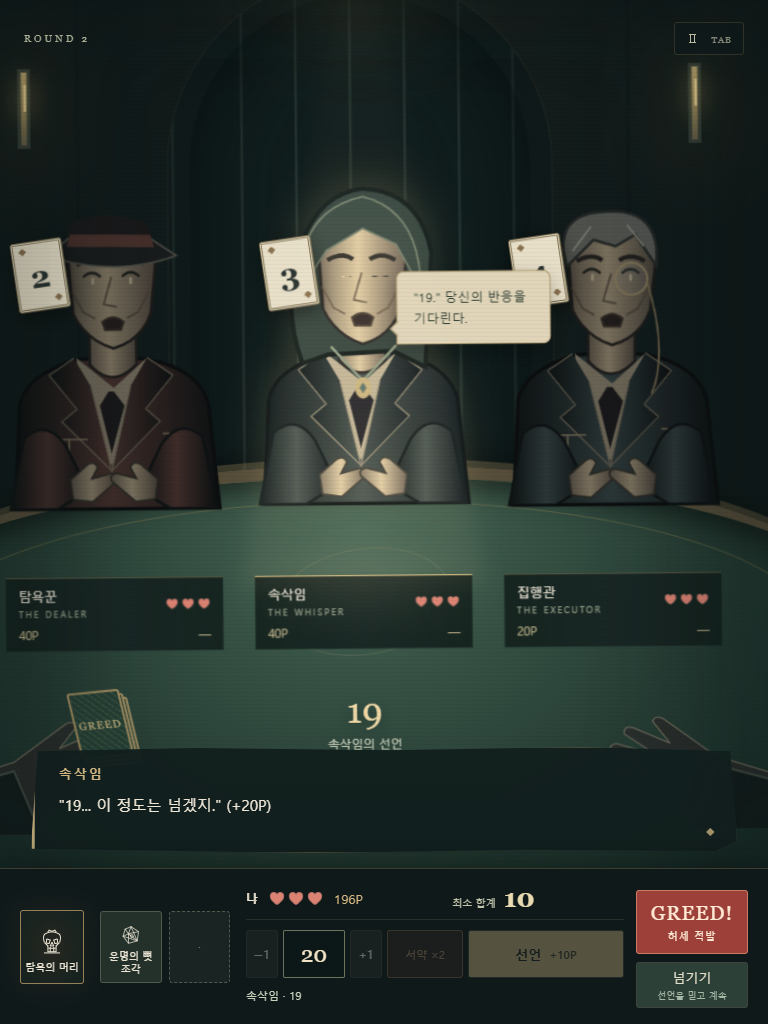 ROUND 2
II TAB
2
3
"19." 당신의 반응을
기다린다.
탐욕꾼
THE DEALER
40P
—
속삭임
THE WHISPER
40P
—
집행관
THE EXECUTOR
20P
—
GREED
19
속삭임의 선언
속삭임
"19... 이 정도는 넘겠지." (+20P)
탐욕의 머리
운명의 뼛
조각
나 196P
최소 합계 10
−1
20
+1
서약 ×2
선언 +10P
속삭임 · 19
GREED!
허세 적발
넘기기
선언을 믿고 계속